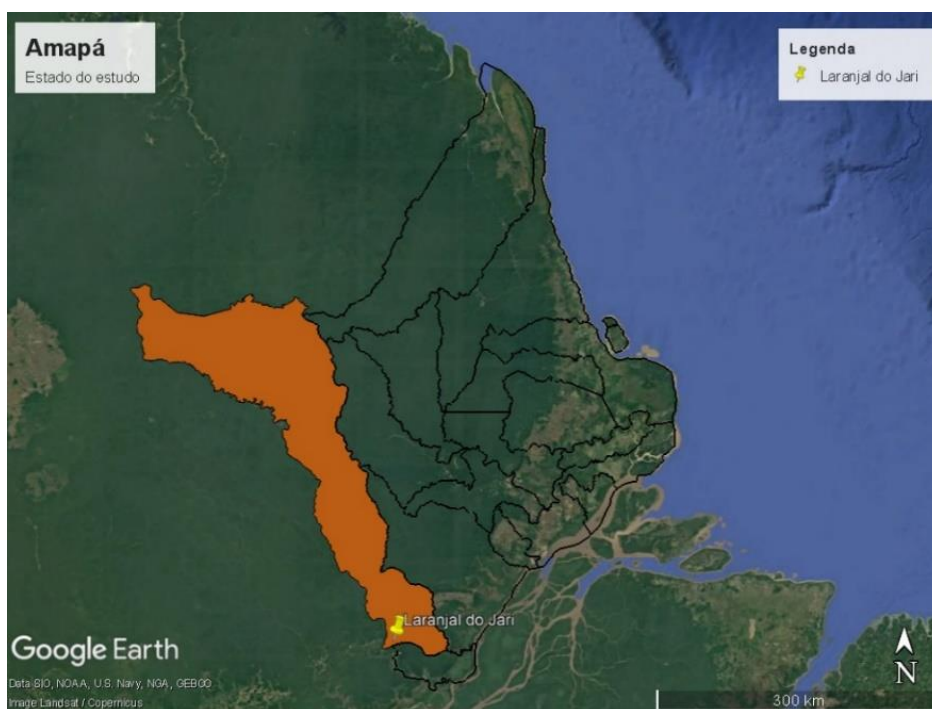 Amapá
Estado do estudo
Legenda
Laranjal do Jari
Laranjal do Jari
Google Earth
Data SIO, NOAA, U.S. Navy, NGA, GEBCO
Image Landsat / Copernicus
N
300 km